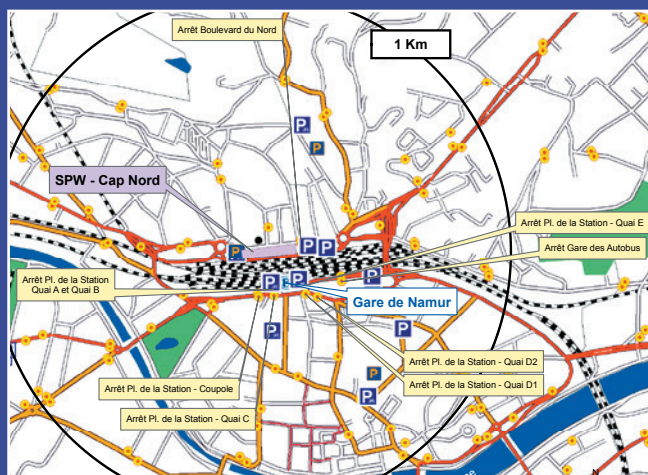 Arrêt Boulevard du Nord
1 Km
SPW - Cap Nord
Arrêt Pl. de la Station - Quai E
Arrêt Gare des Autobus
Arrêt Pl. de la Station
Quai A et Quai B
Gare de Namur
Arrêt Pl. de la Station - Quai D2
Arrêt Pl. de la Station - Coupole
Arrêt Pl. de la Station - Quai D1
Arrêt Pl. de la Station - Quai C
P
P
P
P
P
P
P
P
P
P
P
P
P